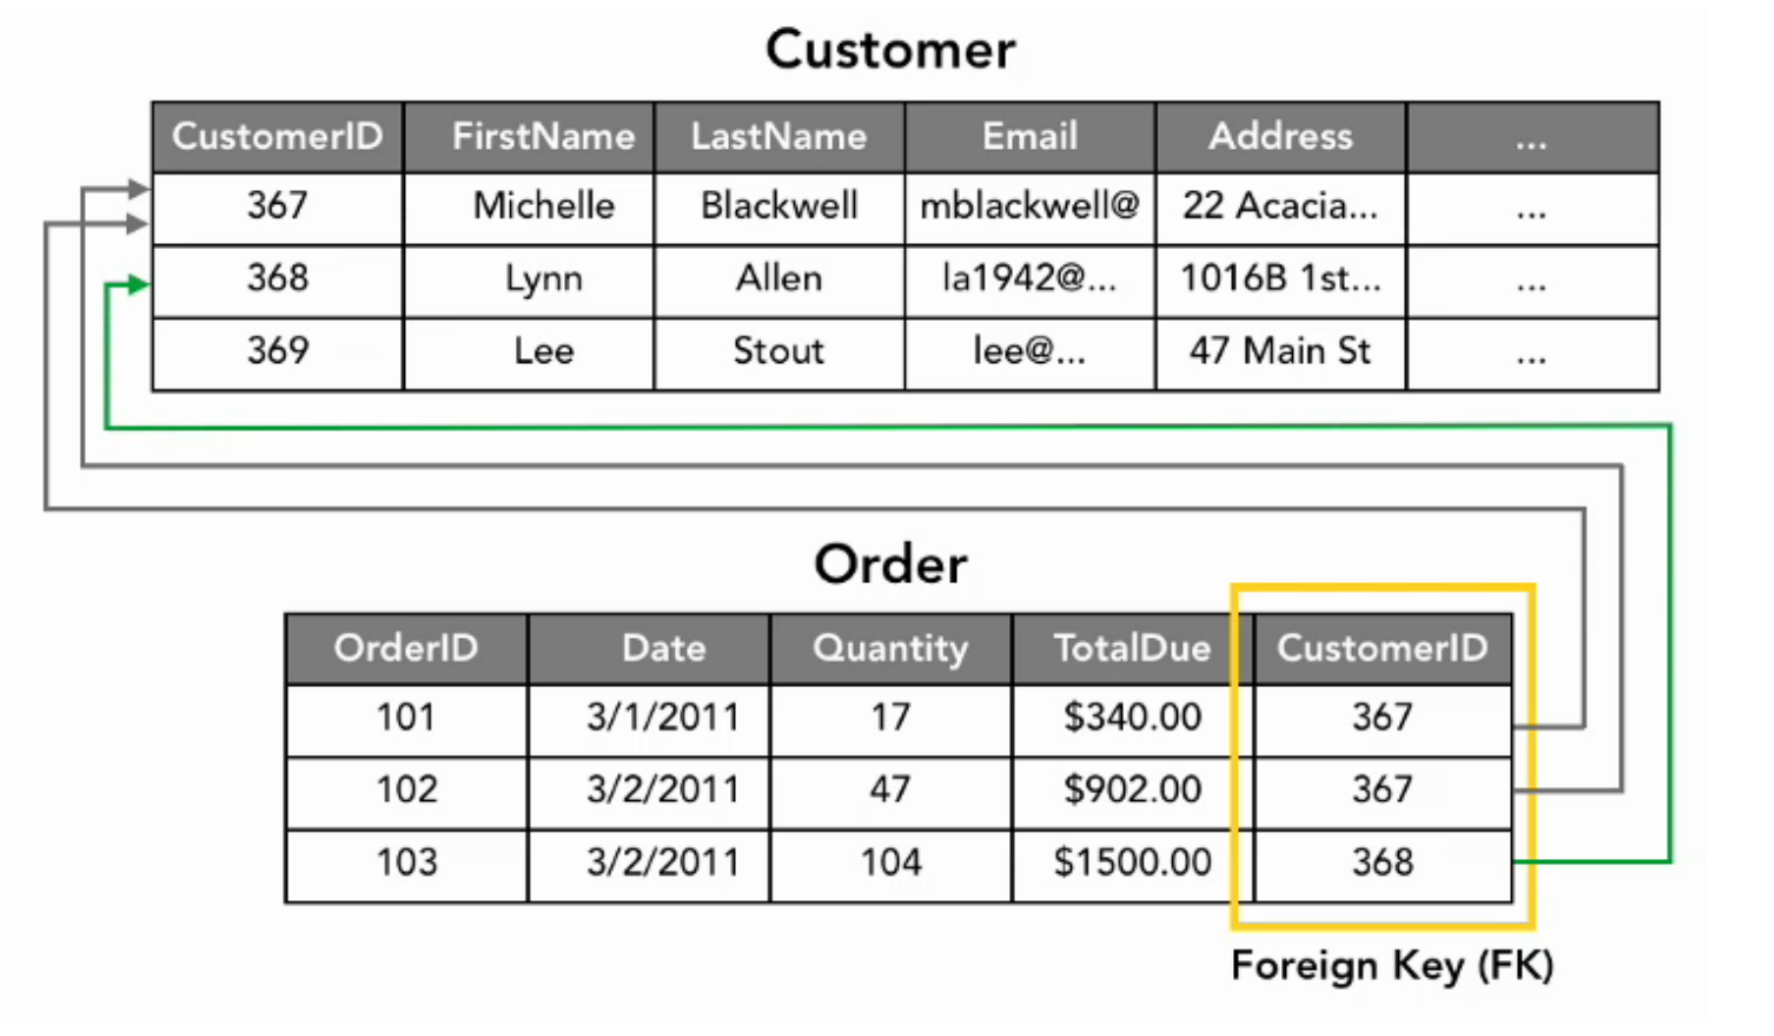 Customer
CustomerID FirstName LastName Email Address ...
367 Michelle Blackwell mblackwell@ 22 Acacia... ...
368 Lynn Allen la1942@... 1016B 1st... ...
369 Lee Stout lee@... 47 Main St ...
Order
OrderID Date Quantity TotalDue CustomerID
101 3/1/2011 17 $340.00 367
102 3/2/2011 47 $902.00 367
103 3/2/2011 104 $1500.00 368
Foreign Key (FK)